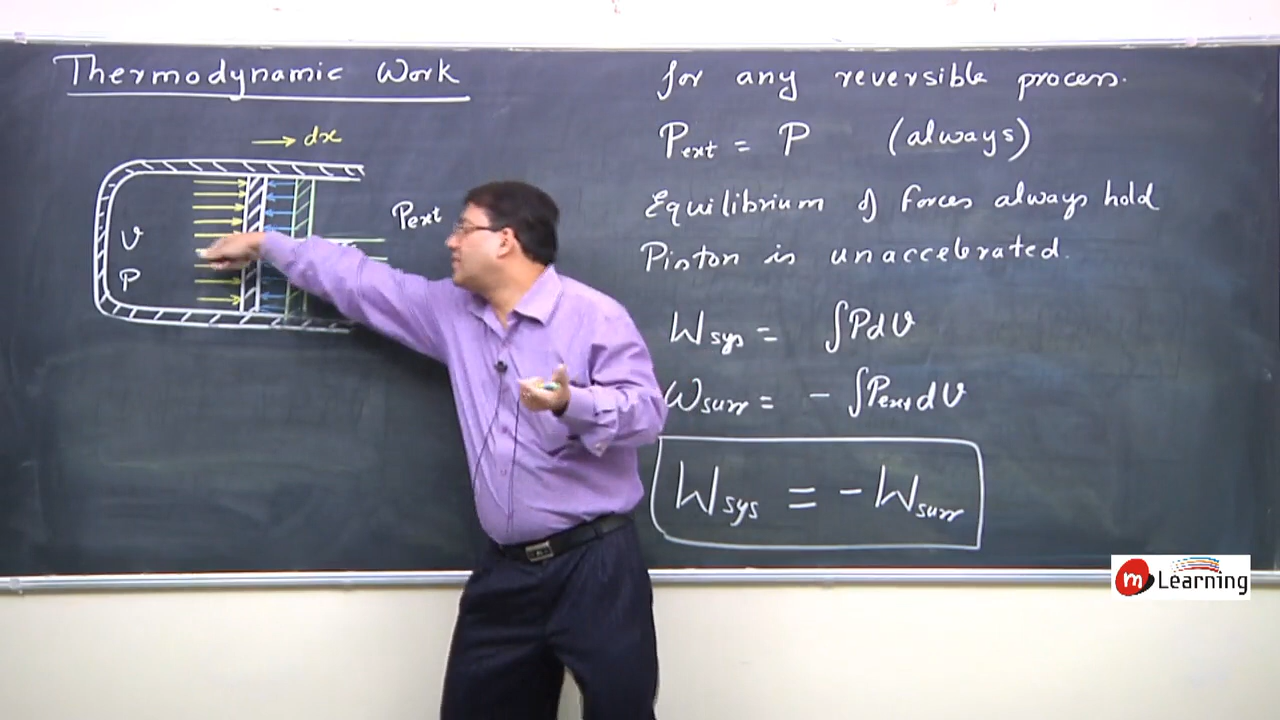 Thermodynamic Work
dx
Pext
V
P
for any reversible process.
Pext = P (always)
Equilibrium of forces always hold
Piston is unaccelerated.
Wsys = ∫PdV
Wsurr = - ∫PextdV
Wsys = -Wsurr
m Learning